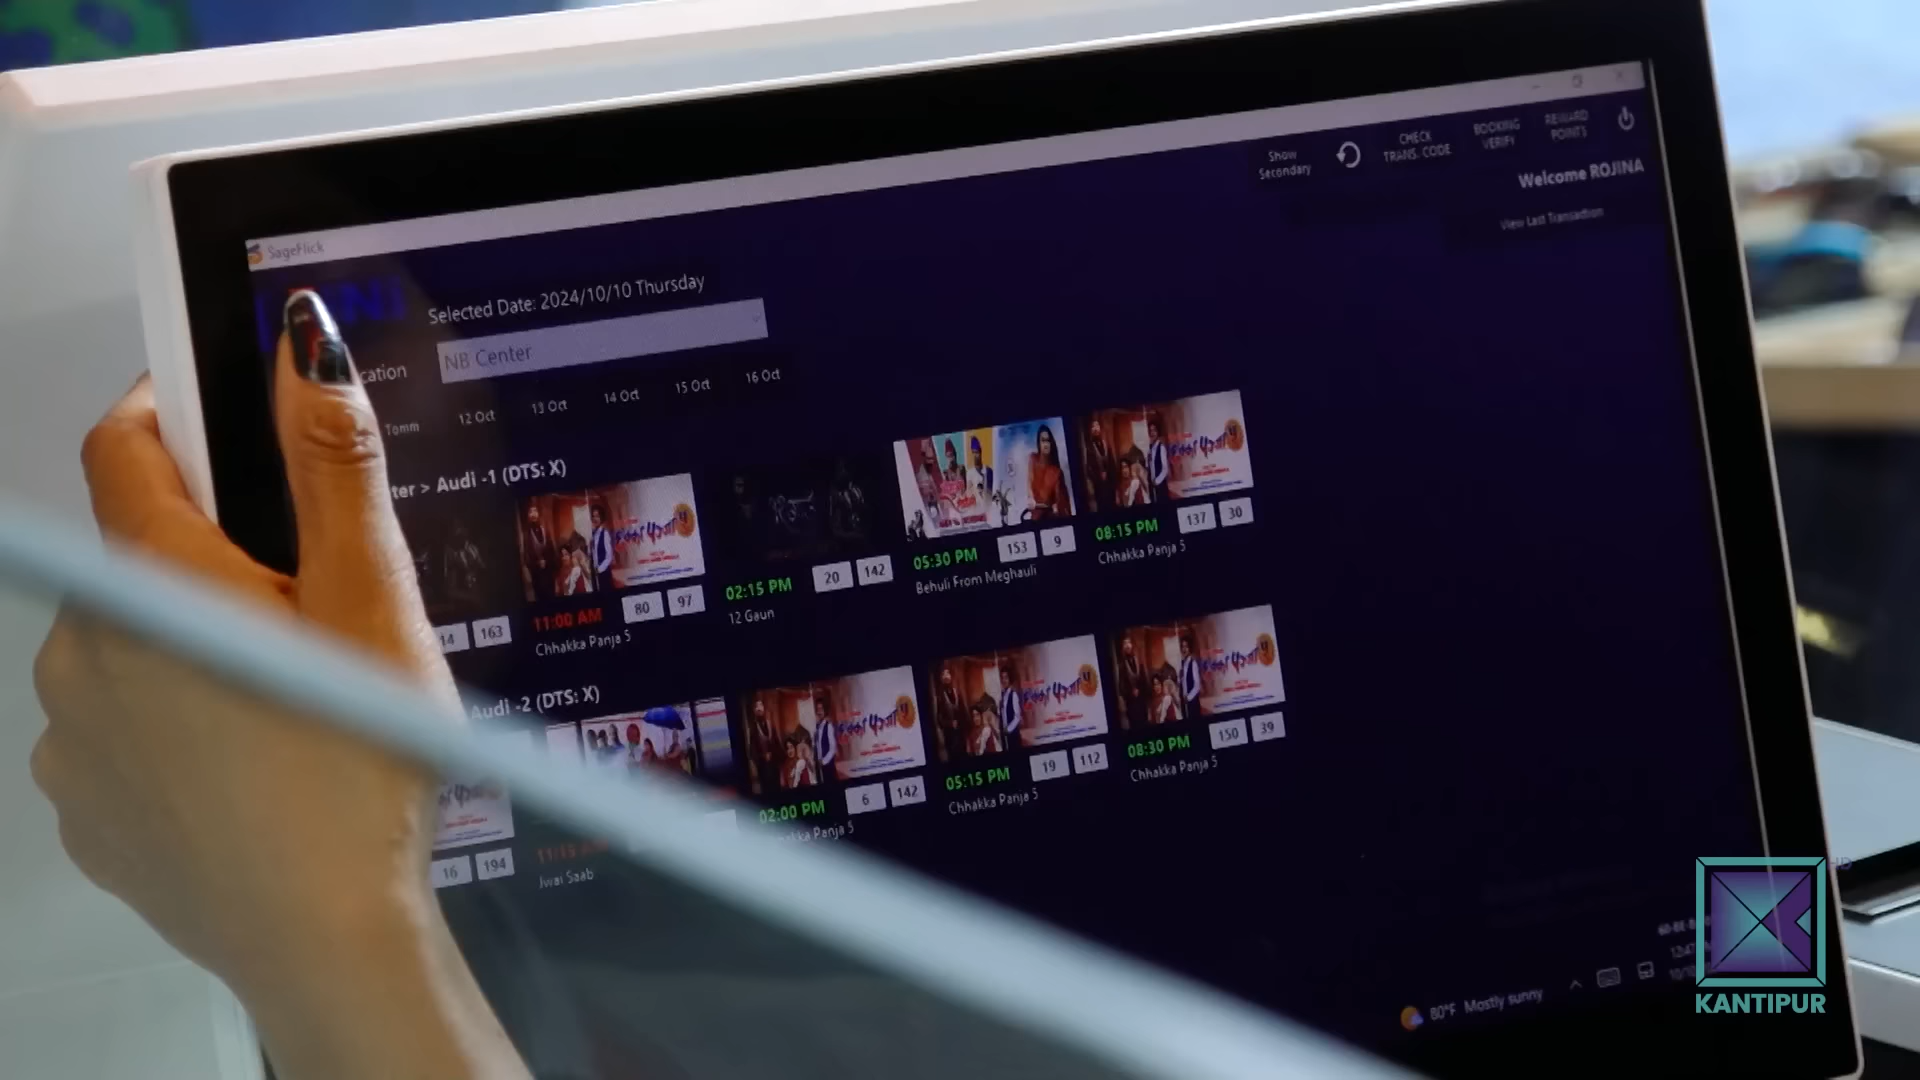 SageFlick
Show
Secondary
CHECK
TRANS. CODE
BOOKING
VERIFY
REWARD
POINTS
Welcome ROJINA
View Last Transaction
Selected Date: 2024/10/10 Thursday
cation
NB Center
Tomm 12 Oct 13 Oct 14 Oct 15 Oct 16 Oct
ter > Audi -1 (DTS: X)
14 163
11:00 AM 80 97
Chhakka Panja 5
02:15 PM 20 142
12 Gaun
05:30 PM 153 9
Behuli From Meghauli
08:15 PM 137 30
Chhakka Panja 5
Audi -2 (DTS: X)
16 194
Jwai Saab
02:00 PM 6 142
kka Panja 5
05:15 PM 19 112
Chhakka Panja 5
08:30 PM 150 39
Chhakka Panja 5
80°F Mostly sunny
HD
KANTIPUR